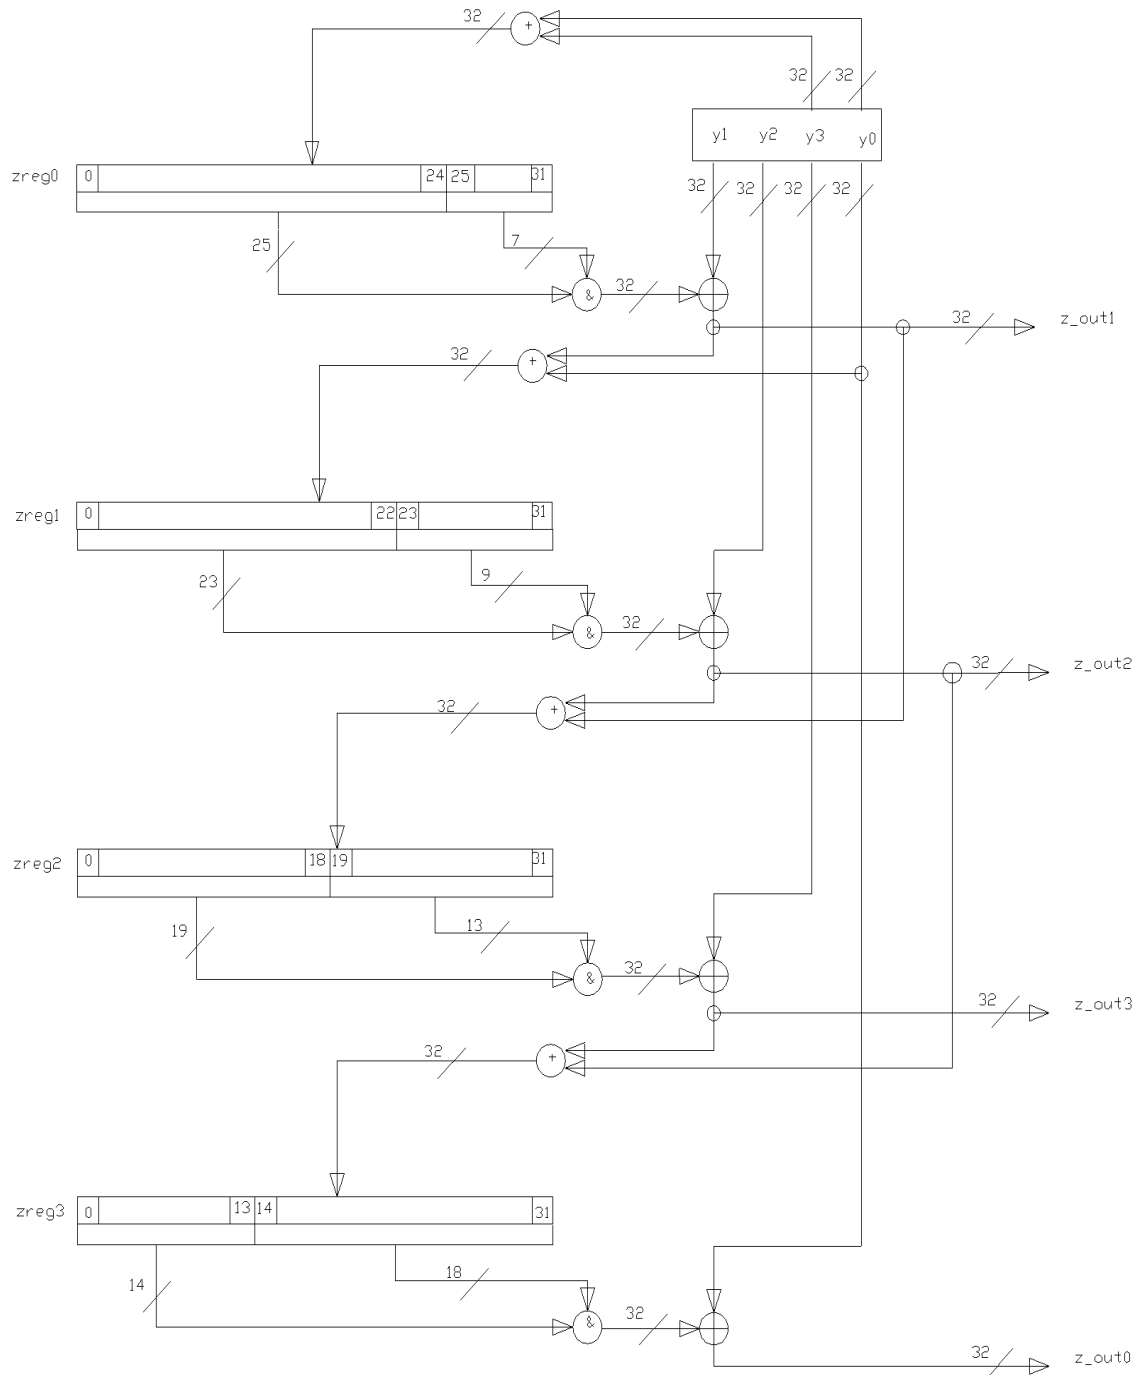 32 +
32 32
y1 y2 y3 y0
zreg0 0 24 25 31
32 32 32 32
25 7
& 32
32 z_out1
32 +
zreg1 0 22 23 31
23 9
& 32
32 z_out2
32 +
zreg2 0 18 19 31
19 13
& 32
32 z_out3
32 +
zreg3 0 13 14 31
14 18
& 32
32 z_out0